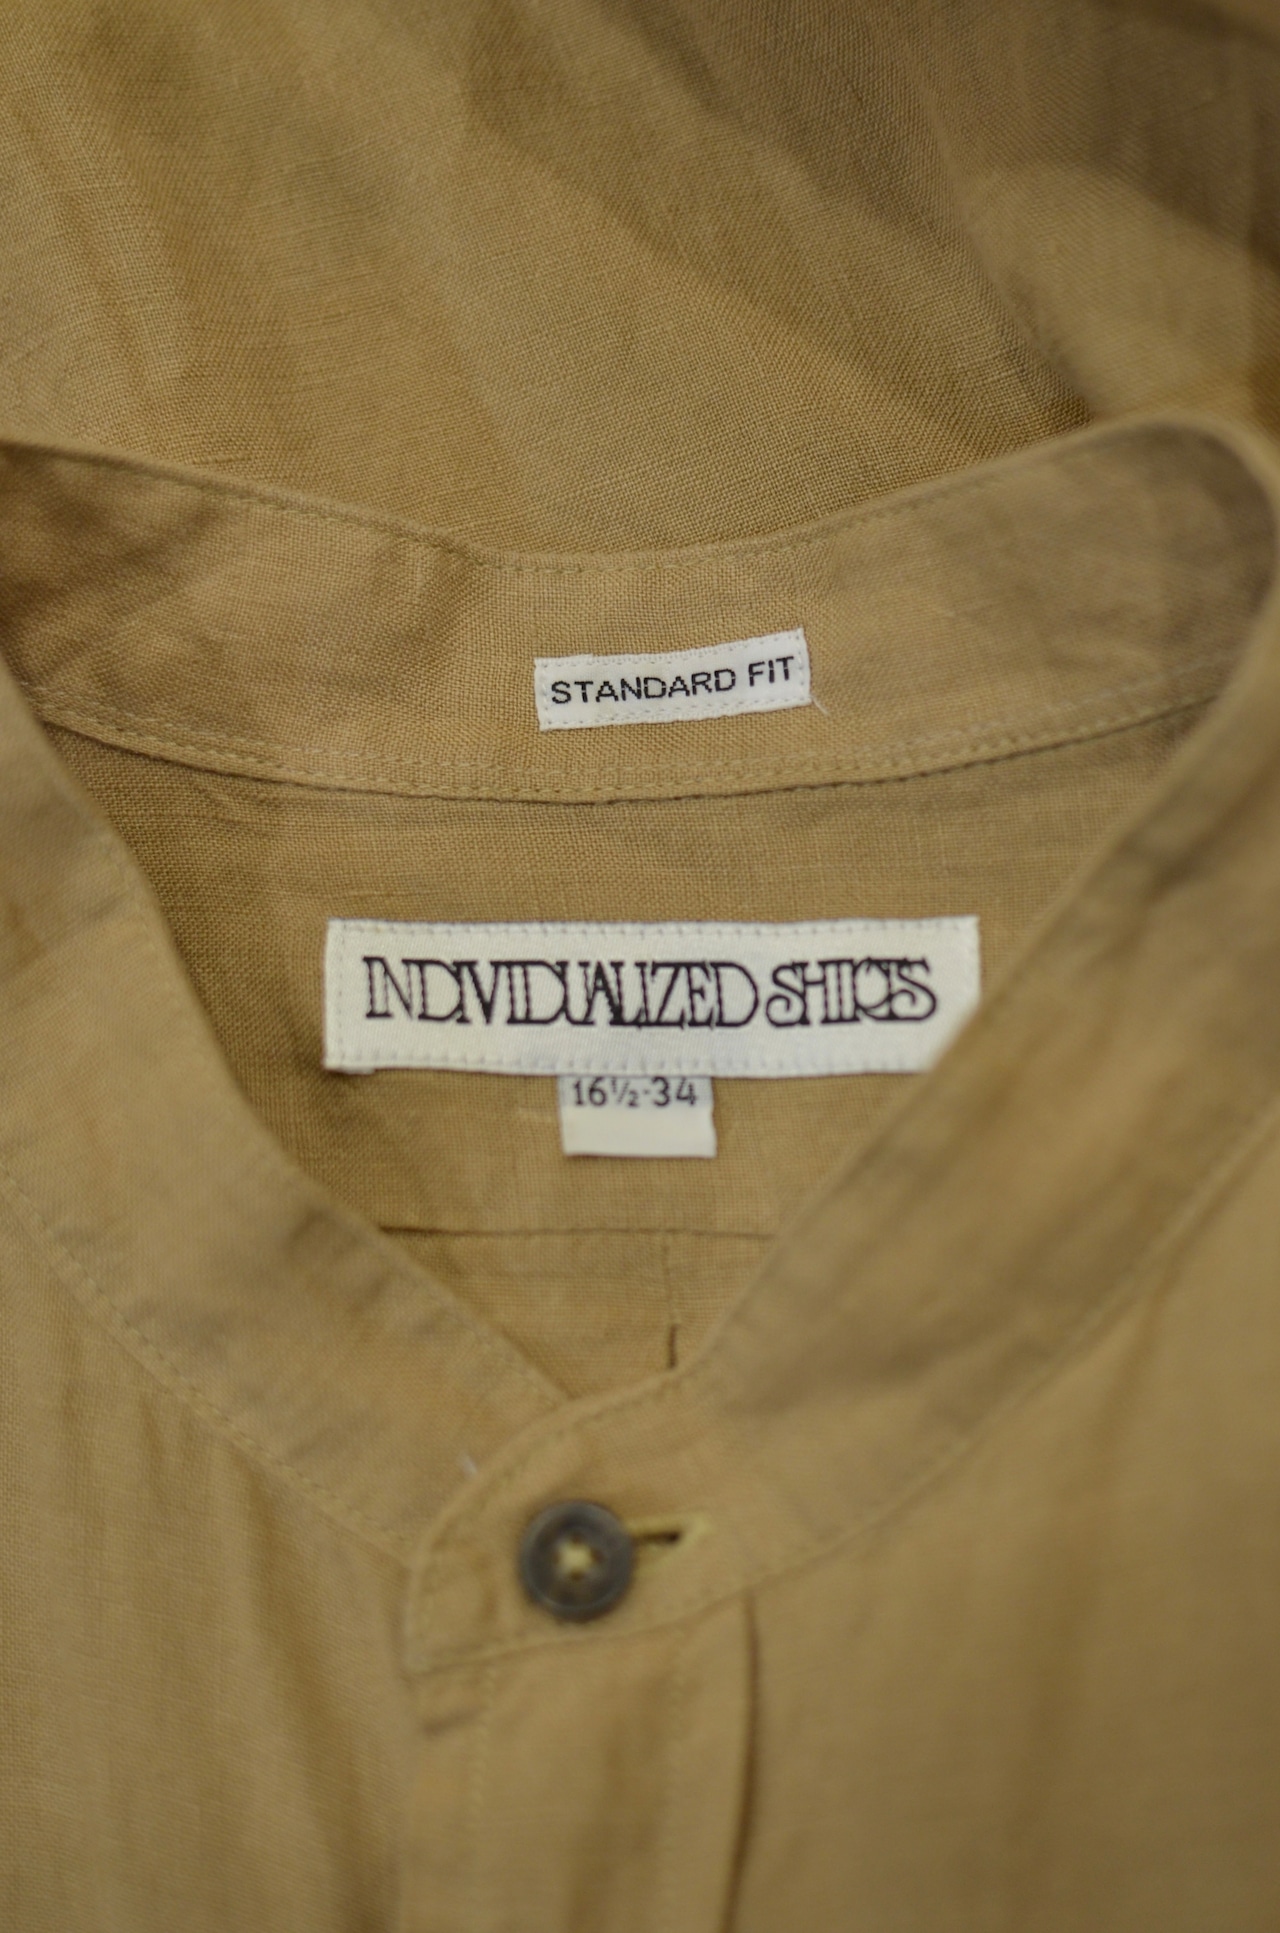 STANDARD FIT
INDIVIDUALIZED SHIRTS
16½-34